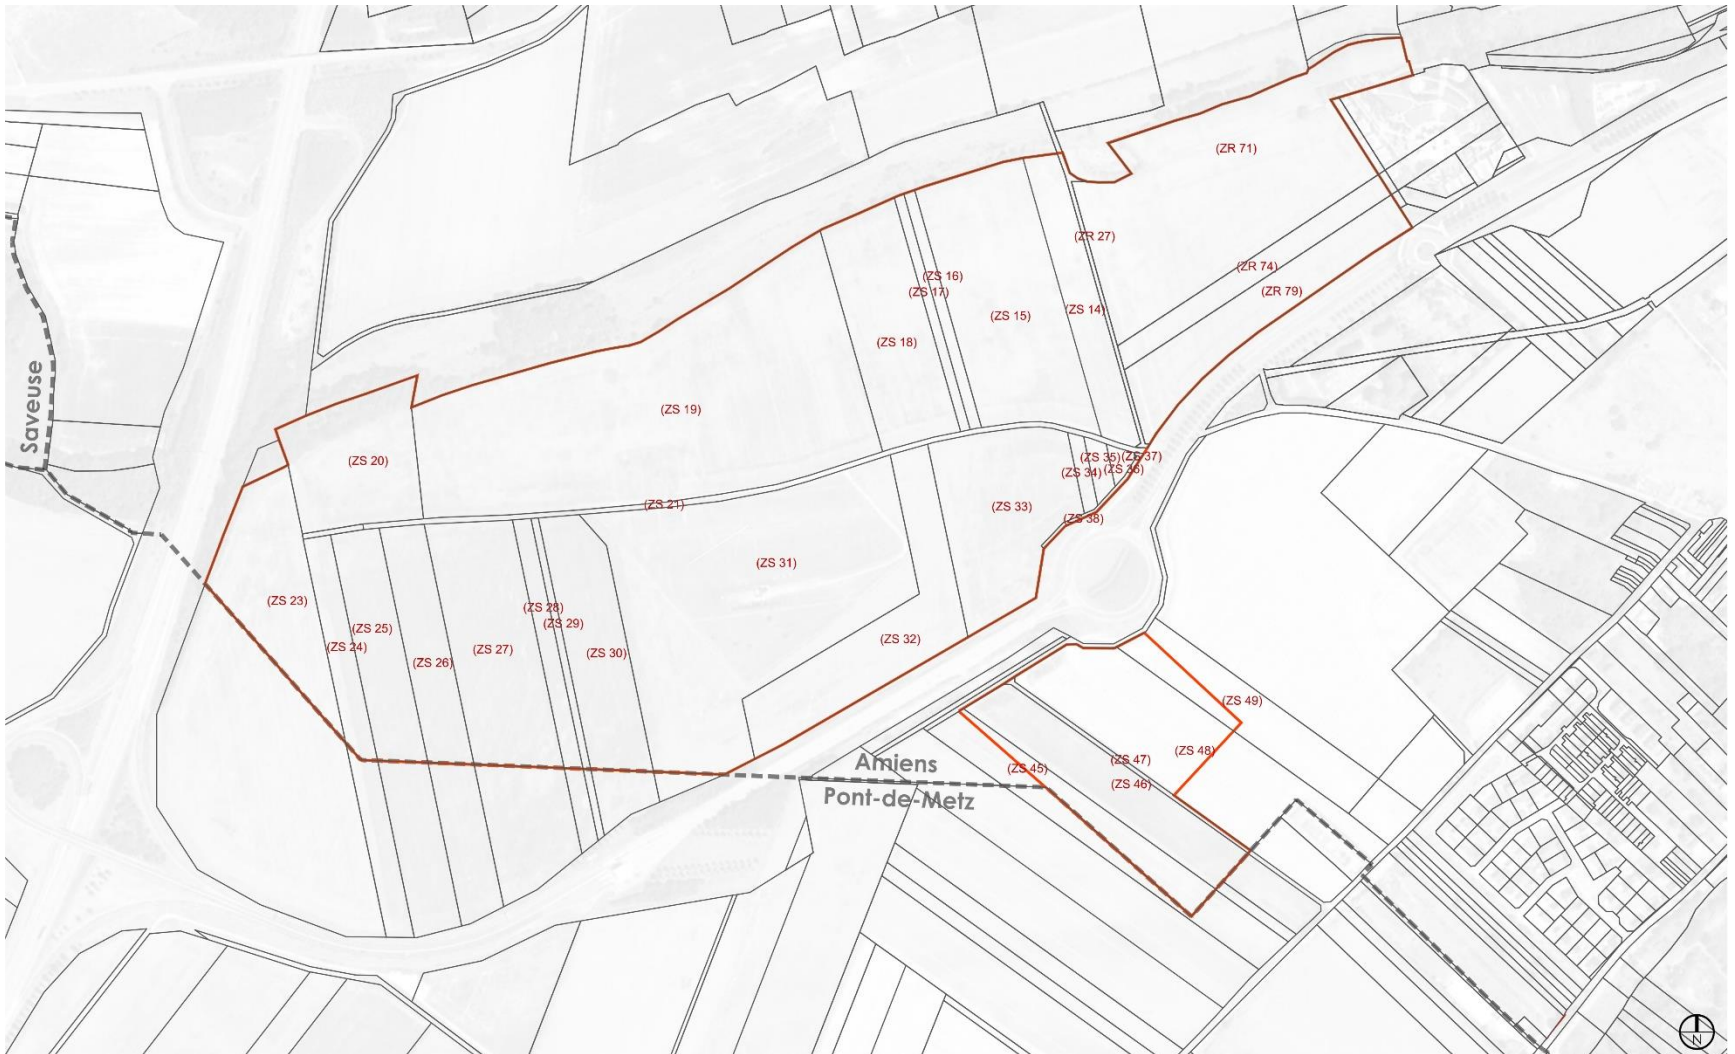 (ZR 71)
(ZR 27)
(ZR 74)
(ZS 16)
(ZR 79)
(ZS 17)
(ZS 14)
(ZS 15)
(ZS 18)
Saveuse
(ZS 19)
(ZS 20)
(ZS 35)
(ZS 37)
(ZS 34)
(ZS 36)
(ZS 21)
(ZS 33)
(ZS 38)
(ZS 31)
(ZS 23)
(ZS 28)
(ZS 29)
(ZS 25)
(ZS 32)
(ZS 24)
(ZS 27)
(ZS 30)
(ZS 26)
(ZS 49)
(ZS 48)
(ZS 47)
(ZS 45)
(ZS 46)
Amiens
Pont-de-Metz
N